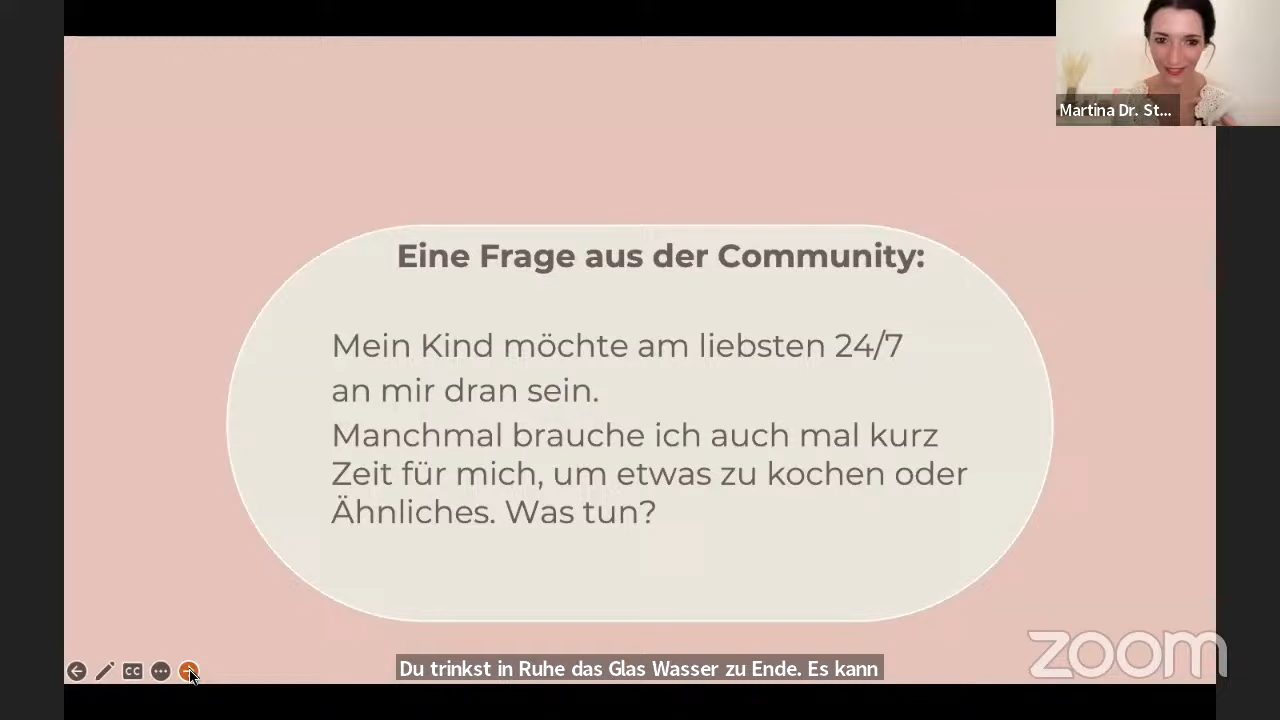 Martina Dr. St...
Eine Frage aus der Community:
Mein Kind möchte am liebsten 24/7
an mir dran sein.
Manchmal brauche ich auch mal kurz
Zeit für mich, um etwas zu kochen oder
Ähnliches. Was tun?
CC
Du trinkst in Ruhe das Glas Wasser zu Ende. Es kann
zoom